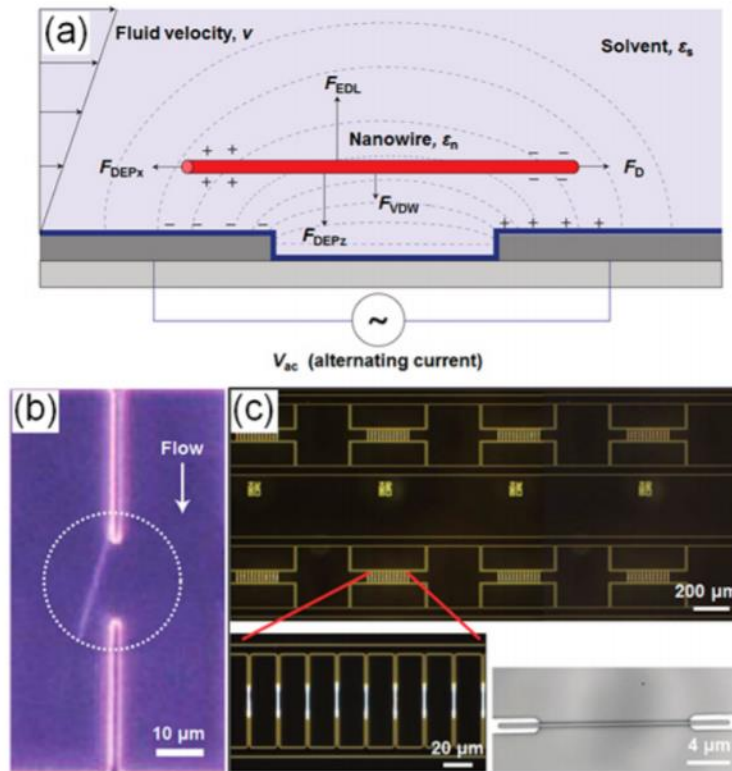 (a)
Fluid velocity, v
Solvent, εs
FEDL
Nanowire, εn
+ +
− −
FDEPx
FD
+ +
− −
FVDW
− − − −
+ + + +
FDEPz
~
Vac (alternating current)
(b)
Flow
10 µm
(c)
200 µm
20 µm
4 µm